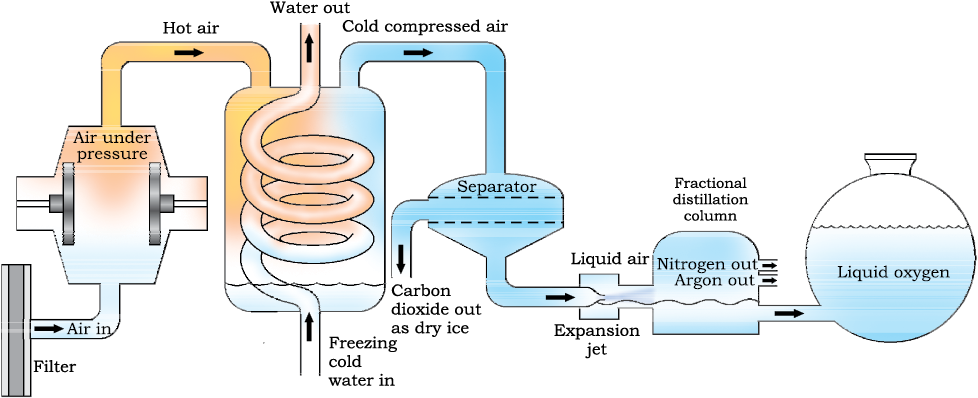 Water out
Hot air
Cold compressed air
Air under
pressure
Separator
Fractional
distillation
column
Liquid air
Nitrogen out
Argon out
Liquid oxygen
Carbon
dioxide out
as dry ice
Expansion
jet
Air in
Filter
Freezing
cold
water in